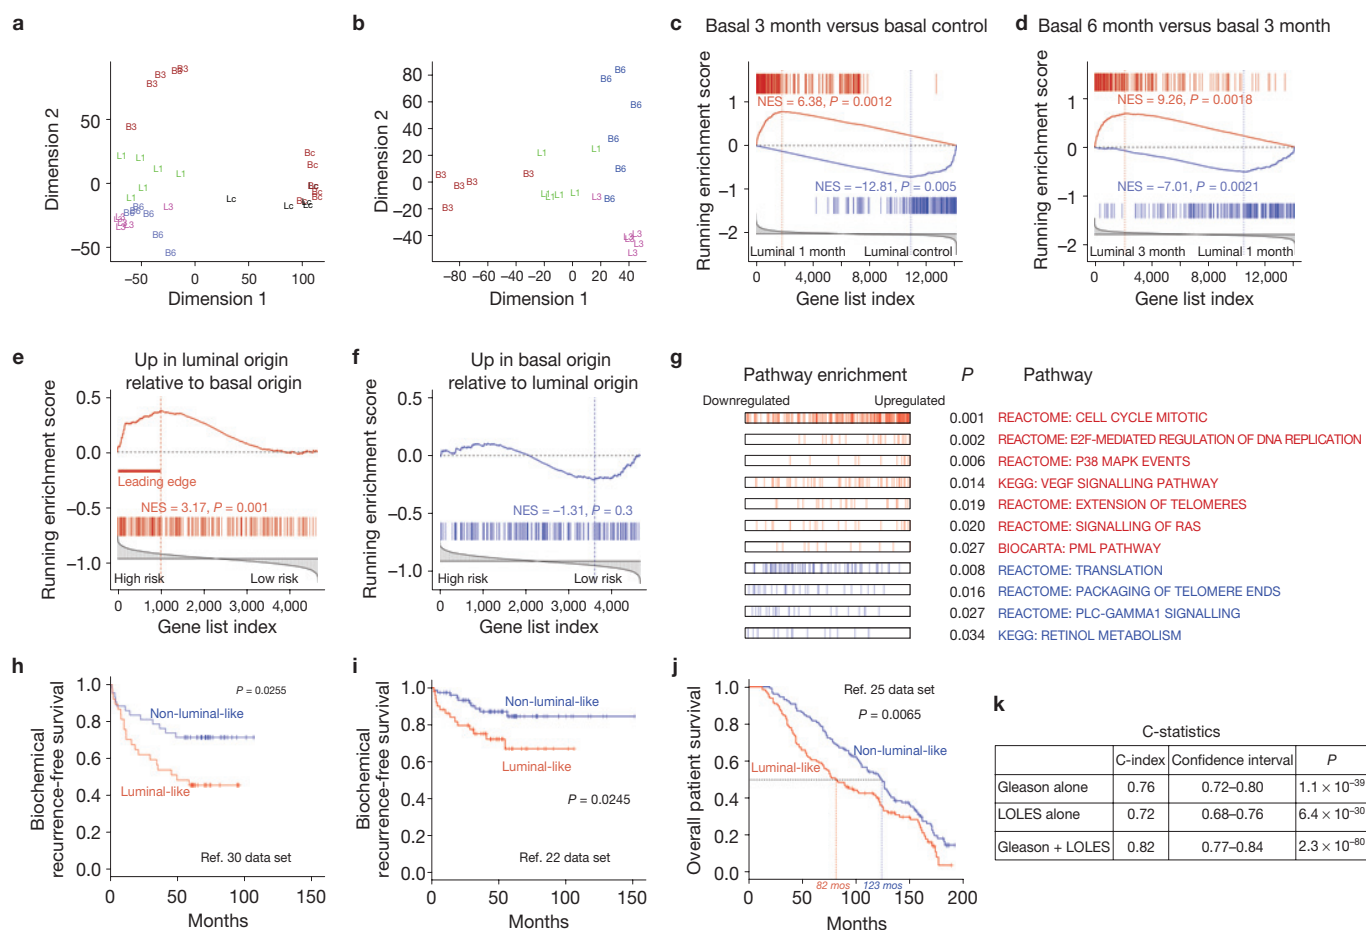 a
Dimension 2
50
0
−50
B3
B3
B3
B3
B3
L1
L1
L1
L1
L1
L1
B6
B6
B6
B6
B6
L3
L3
L3
L3
L3
Lc
Lc
Lc
Lc
Lc
Bc
Bc
Bc
Bc
Bc
−50
0
50
100
Dimension 1
b
Dimension 2
80
60
40
20
0
−20
−40
B6
B6
B6
B6
B6
B6
L1
L1
L1
L1
L1
L1
B3
B3
B3
B3
B3
L3
L3
L3
L3
L3
−80
−60
−40
−20
0
20
40
Dimension 1
c Basal 3 month versus basal control
Running enrichment score
1
0
−1
−2
NES = 6.38, P = 0.0012
NES = −12.81, P = 0.005
Luminal 1 month Luminal control
0 4,000 8,000 12,000
Gene list index
d Basal 6 month versus basal 3 month
Running enrichment score
1
0
−1
−2
NES = 9.26, P = 0.0018
NES = −7.01, P = 0.0021
Luminal 3 month Luminal 1 month
0 4,000 8,000 12,000
Gene list index
e Up in luminal origin
relative to basal origin
Running enrichment score
0.5
0.0
−0.5
−1.0
Leading edge
NES = 3.17, P = 0.001
High risk Low risk
0 1,000 2,000 3,000 4,000
Gene list index
f Up in basal origin
relative to luminal origin
Running enrichment score
0.5
0.0
−0.5
−1.0
NES = −1.31, P = 0.3
High risk Low risk
0 1,000 2,000 3,000 4,000
Gene list index
g Pathway enrichment P Pathway
Downregulated Upregulated
0.001 REACTOME: CELL CYCLE MITOTIC
0.002 REACTOME: E2F-MEDIATED REGULATION OF DNA REPLICATION
0.006 REACTOME: P38 MAPK EVENTS
0.014 KEGG: VEGF SIGNALLING PATHWAY
0.019 REACTOME: EXTENSION OF TELOMERES
0.020 REACTOME: SIGNALLING OF RAS
0.027 BIOCARTA: PML PATHWAY
0.008 REACTOME: TRANSLATION
0.016 REACTOME: PACKAGING OF TELOMERE ENDS
0.027 REACTOME: PLC-GAMMA1 SIGNALLING
0.034 KEGG: RETINOL METABOLISM
h
Biochemical
recurrence-free survival
1.0
0.8
0.6
0.4
0.2
0.0
P = 0.0255
Non-luminal-like
Luminal-like
Ref. 30 data set
0 50 100 150
Months
i
Biochemical
recurrence-free survival
1.0
0.8
0.6
0.4
0.2
0.0
Non-luminal-like
Luminal-like
P = 0.0245
Ref. 22 data set
0 50 100 150
Months
j
Overall patient survival
1.0
0.8
0.6
0.4
0.2
0.0
Ref. 25 data set
P = 0.0065
Non-luminal-like
Luminal-like
82 mos 123 mos
0 50 100 150 200
Months
k
C-statistics
C-index Confidence interval P
Gleason alone 0.76 0.72–0.80 1.1 × 10−39
LOLES alone 0.72 0.68–0.76 6.4 × 10−30
Gleason + LOLES 0.82 0.77–0.84 2.3 × 10−80